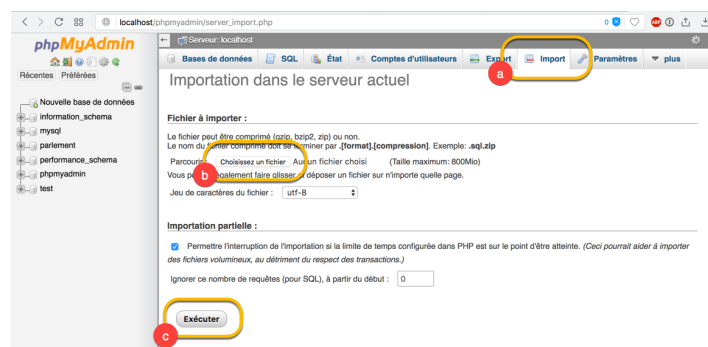 localhost/phpmyadmin/server_import.php
0
ABP
phpMyAdmin
Serveur: localhost
Bases de données
SQL
État
Comptes d'utilisateurs
Export
Import
Paramètres
plus
a
Récentes
Préférées
Nouvelle base de données
information_schema
mysql
parlement
performance_schema
phpmyadmin
test
Importation dans le serveur actuel
Fichier à importer :
Le fichier peut être comprimé (gzip, bzip2, zip) ou non.
Le nom du fichier comprimé doit se terminer par .[format].[compression]. Exemple: .sql.zip
Parcourir Choisissez un fichier Aucun fichier choisi (Taille maximum: 800Mio)
b
Vous p également faire glisser déposer un fichier sur n'importe quelle page.
Jeu de caractères du fichier : utf-8
Importation partielle :
Permettre l'interruption de l'importation si la limite de temps configurée dans PHP est sur le point d'être atteinte. (Ceci pourrait aider à importer
des fichiers volumineux, au détriment du respect des transactions.)
Ignorer ce nombre de requêtes (pour SQL), à partir du début : 0
Exécuter
c